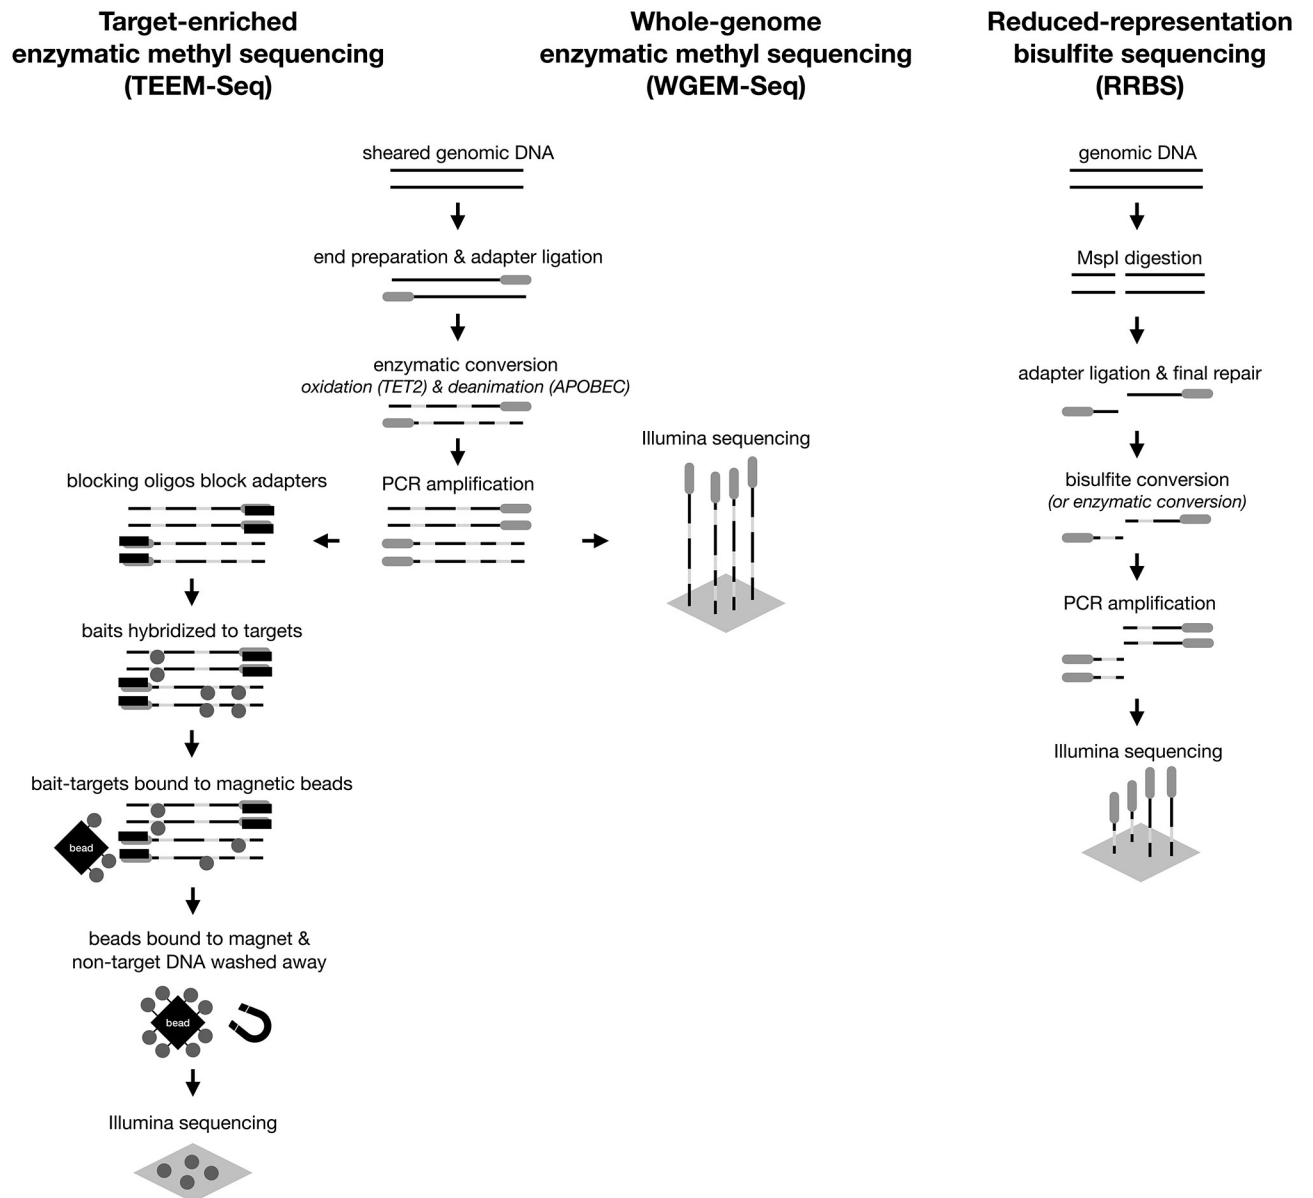 Target-enriched
enzymatic methyl sequencing
(TEEM-Seq)
Whole-genome
enzymatic methyl sequencing
(WGEM-Seq)
Reduced-representation
bisulfite sequencing
(RRBS)
sheared genomic DNA
end preparation & adapter ligation
enzymatic conversion
oxidation (TET2) & deanimation (APOBEC)
PCR amplification
blocking oligos block adapters
baits hybridized to targets
bait-targets bound to magnetic beads
bead
beads bound to magnet &
non-target DNA washed away
bead
Illumina sequencing
Illumina sequencing
genomic DNA
MspI digestion
adapter ligation & final repair
bisulfite conversion
(or enzymatic conversion)
PCR amplification
Illumina sequencing